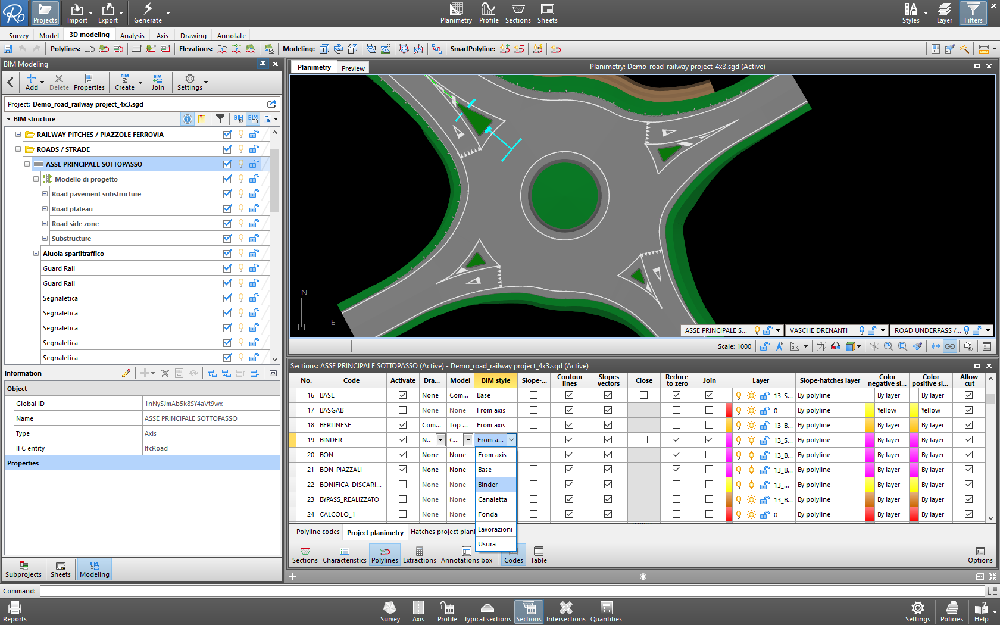 Ro
Projects
Import
Export
Generate
Planimetry
Profile
Sections
Sheets
Styles
Layer
Filters
Survey
Model
3D modeling
Analysis
Axis
Drawing
Annotate
Polylines:
Elevations:
Modeling:
SmartPolyline:
BIM Modeling
Add
Delete
Properties
BIM
Create
BIM
Join
Settings
Project: Demo_road_railway project_4x3.sgd
BIM structure
BIM
BIM
RAILWAY PITCHES / PIAZZOLE FERROVIA
ROADS / STRADE
ASSE PRINCIPALE SOTTOPASSO
Modello di progetto
Road pavement substructure
Road plateau
Road side zone
Substructure
Aiuola spartitraffico
Guard Rail
Guard Rail
Segnaletica
Segnaletica
Segnaletica
Segnaletica
Segnaletica
Information
Object
Global ID 1nNySJmAb5k8SY4aVt9wx_
Name ASSE PRINCIPALE SOTTOPASSO
Type Axis
IFC entity IfcRoad
Properties
Subprojects
Sheets
BIM
Modeling
Planimetry
Preview
Planimetry: Demo_road_railway project_4x3.sgd (Active)
N
E
ASSE PRINCIPALE S...
VASCHE DRENANTI
ROAD UNDERPASS /...
Scale: 1000
Sections: ASSE PRINCIPALE SOTTOPASSO (Active) - Demo_road_railway project_4x3.sgd (Active)
No. Code Activate Dra... Model BIM style Slope-... Contour lines Slopes vectors Close Reduce to zero Join Layer Slope-hatches layer Color negative sl... Color positive sl... Allow cut
16 BASE None Com... Base 13_S... By polyline By layer By layer
17 BASGAB None None From axis 0 By polyline Yellow Yellow
18 BERLINESE Com... Top ... From axis 13_B... By polyline By layer By layer
19 BINDER N.. C... From a... 13_S... By polyline By layer By layer
20 BON None None From axis 13_B... By polyline By layer By layer
21 BON_PIAZZALI None None Base 13_B... By polyline By layer By layer
22 BONIFICA_DISCARI... None None Binder 13_... By polyline By layer By layer
23 BYPASS_REALIZZATO None None Canaletta 13_B... By polyline By layer By layer
24 CALCOLO_1 None None Fonda 0 By polyline By layer By layer
Lavorazioni
Usura
Polyline codes
Project planimetry
Hatches project plani
Sections
Characteristics
Polylines
Extractions
Annotations box
Codes
Table
Options
Command:
Reports
Survey
Axis
Profile
Typical sections
Sections
Intersections
Quantities
Settings
Policies
Help